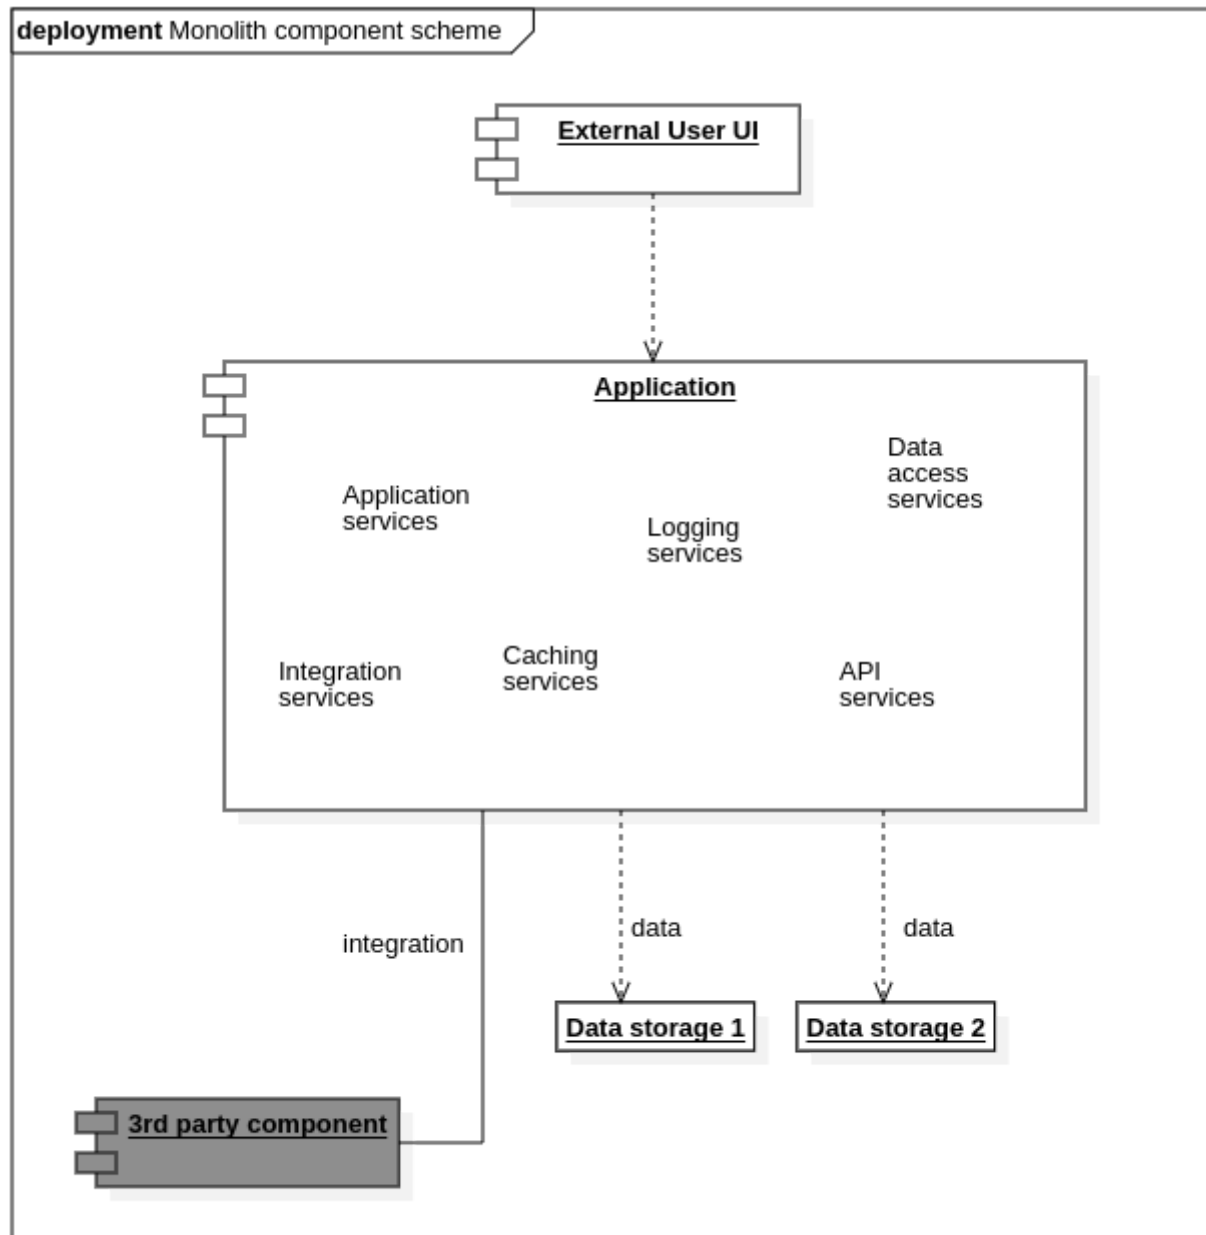 deployment Monolith component scheme
External User UI
Application
Data
access
services
Application
services
Logging
services
Integration
services
Caching
services
API
services
integration
data
data
Data storage 1
Data storage 2
3rd party component